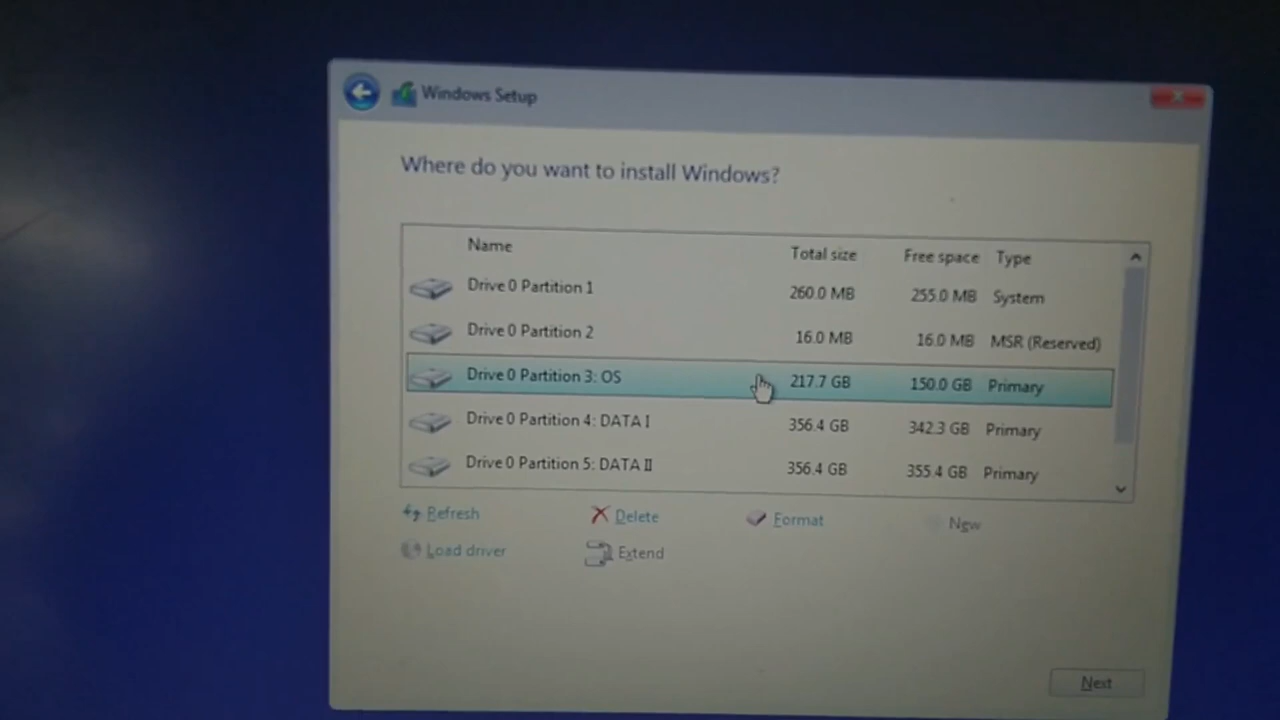 Windows Setup
Where do you want to install Windows?
Name Total size Free space Type
Drive 0 Partition 1 260.0 MB 255.0 MB System
Drive 0 Partition 2 16.0 MB 16.0 MB MSR (Reserved)
Drive 0 Partition 3: OS 217.7 GB 150.0 GB Primary
Drive 0 Partition 4: DATA I 356.4 GB 342.3 GB Primary
Drive 0 Partition 5: DATA II 356.4 GB 355.4 GB Primary
Refresh Delete Format New
Load driver Extend
Next